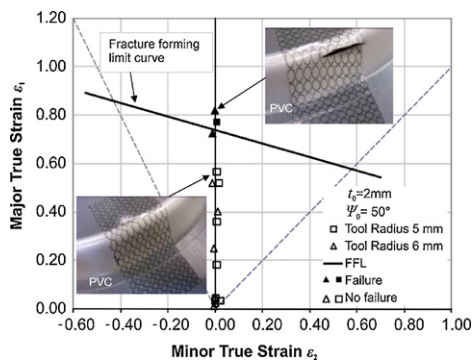 Major True Strain ε₁
1.20
1.00
0.80
0.60
0.40
0.20
0.00
Fracture forming
limit curve
PVC
PVC
t₀=2mm
Ψ₀= 50°
□ Tool Radius 5 mm
△ Tool Radius 6 mm
FFL
▲ ■ Failure
△ □ No failure
-0.60 -0.40 -0.20 0.00 0.20 0.40 0.60 0.80 1.00
Minor True Strain ε₂